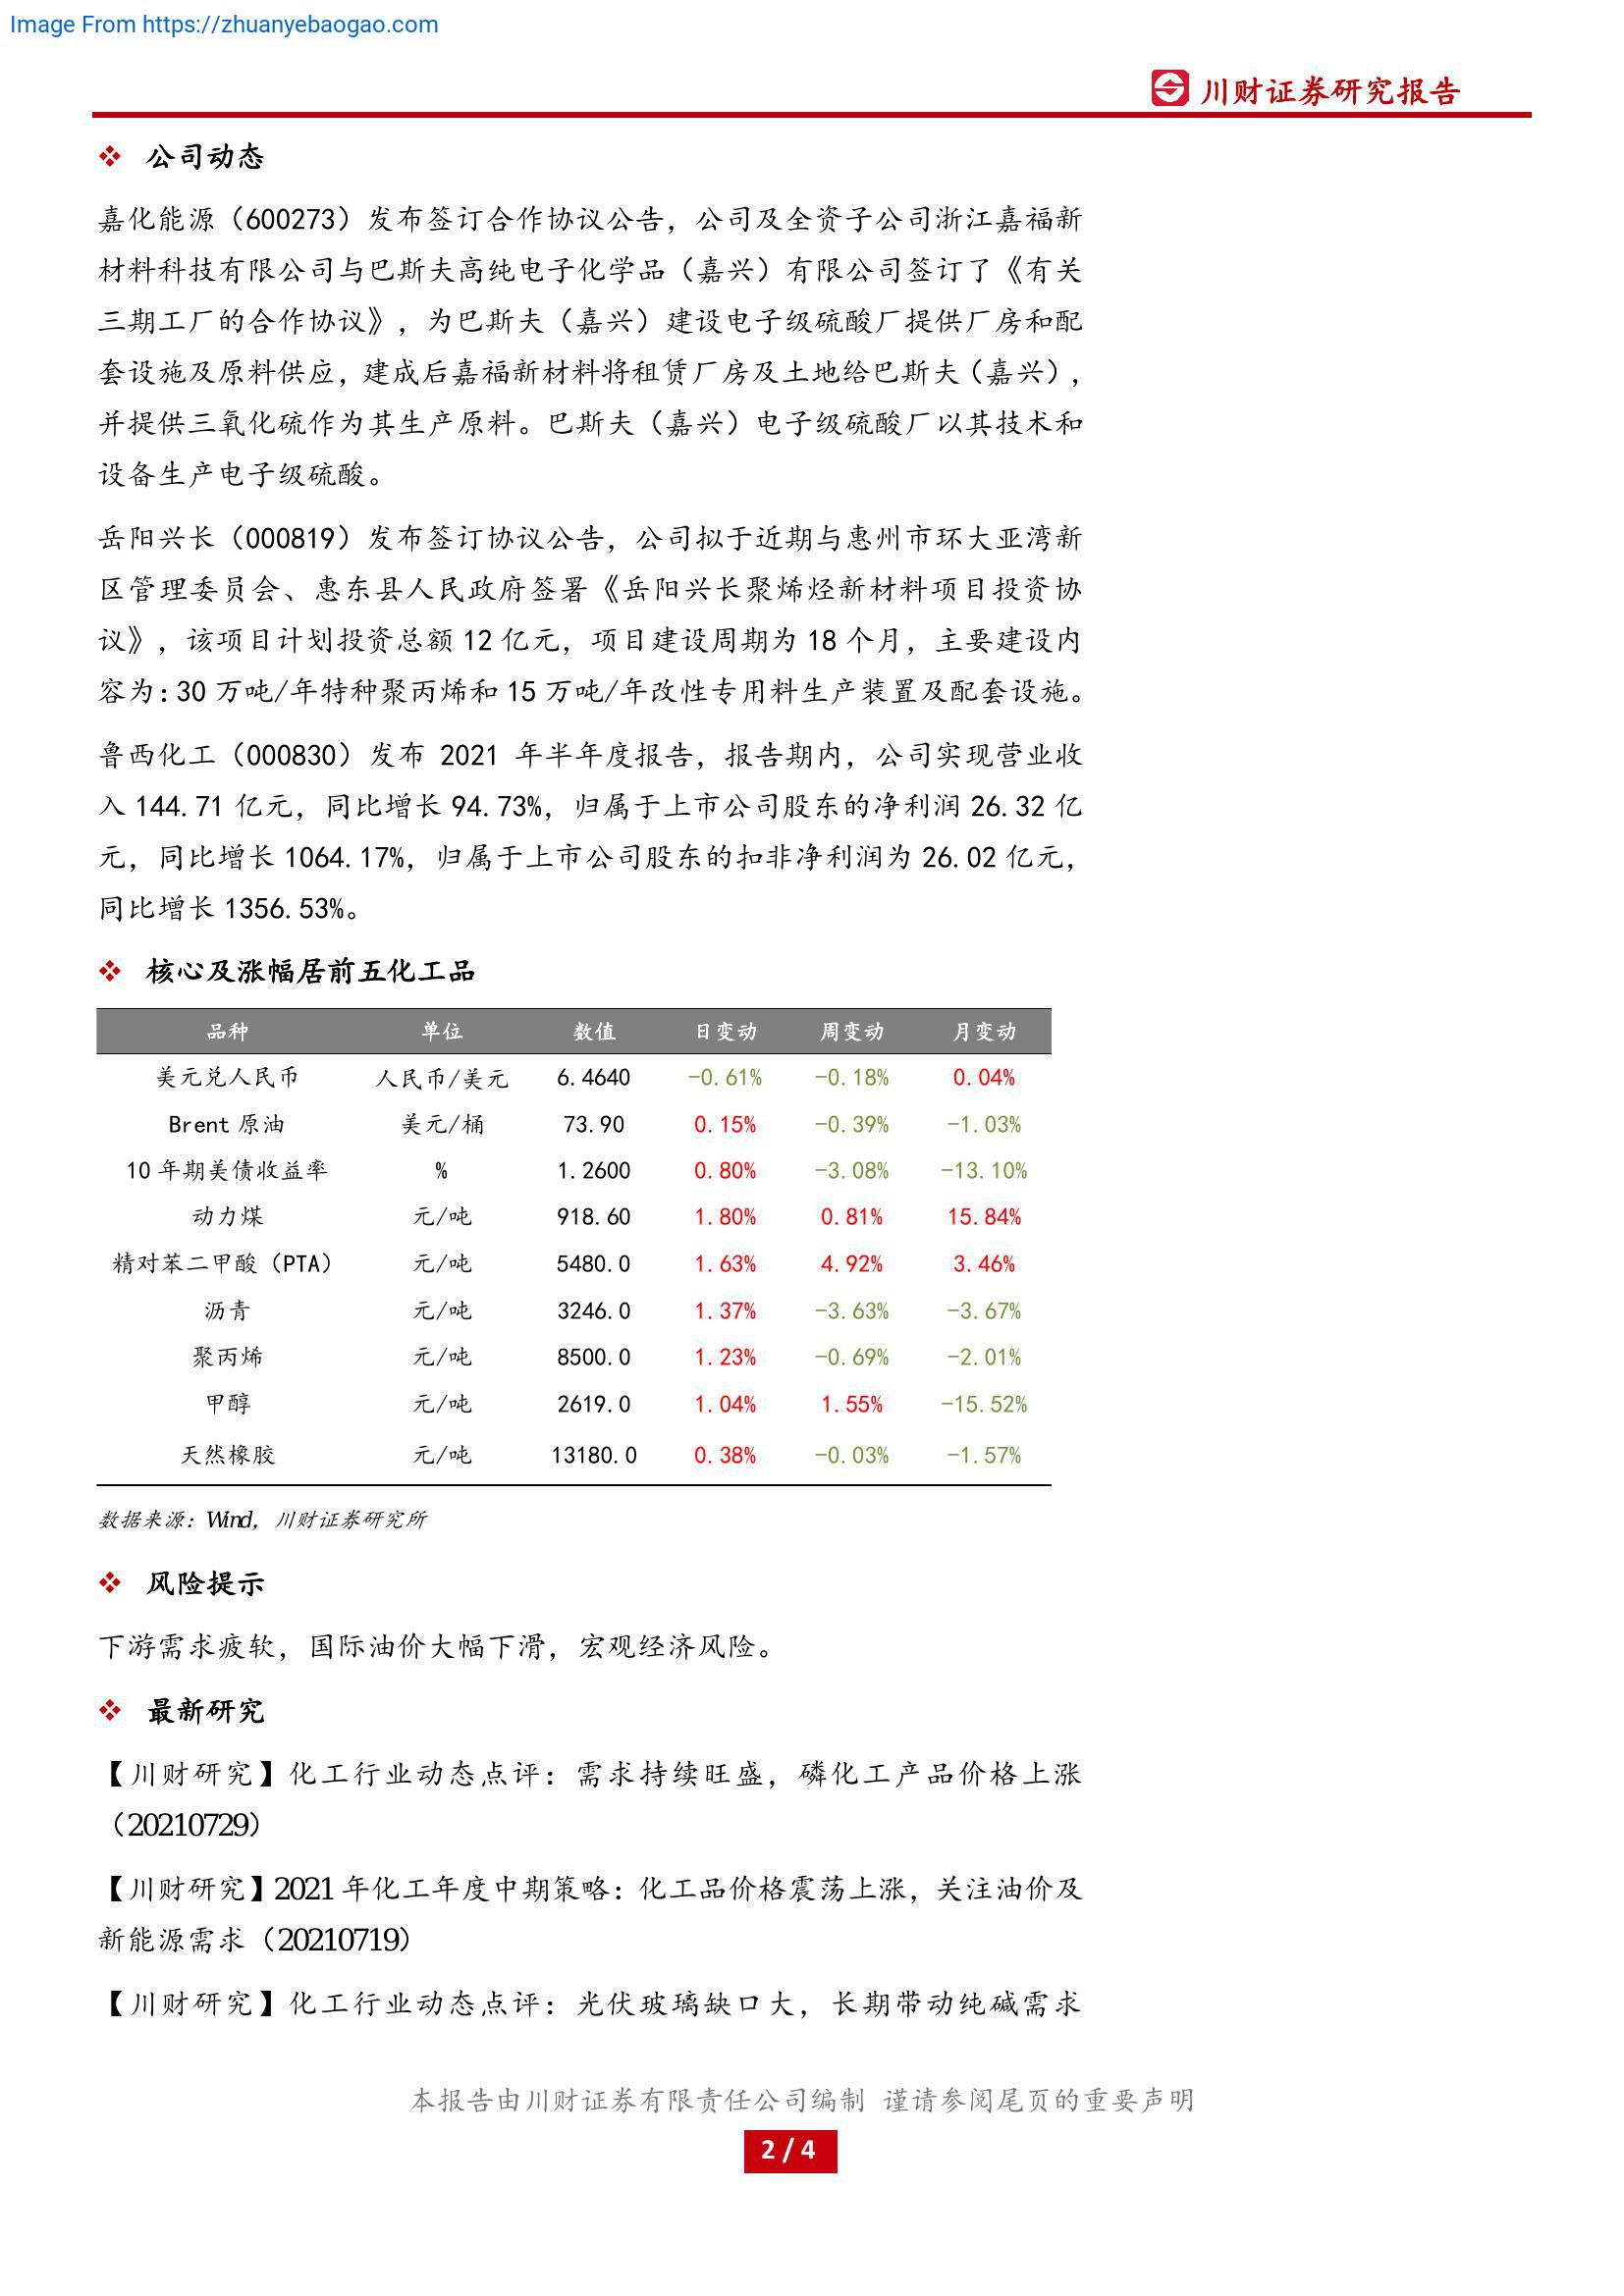 Image From https://zhuanyebaogao.com
川财证券研究报告
公司动态
嘉化能源（600273）发布签订合作协议公告，公司及全资子公司浙江嘉福新
材料科技有限公司与巴斯夫高纯电子化学品（嘉兴）有限公司签订了《有关
三期工厂的合作协议》，为巴斯夫（嘉兴）建设电子级硫酸厂提供厂房和配
套设施及原料供应，建成后嘉福新材料将租赁厂房及土地给巴斯夫（嘉兴），
并提供三氧化硫作为其生产原料。巴斯夫（嘉兴）电子级硫酸厂以其技术和
设备生产电子级硫酸。
岳阳兴长（000819）发布签订协议公告，公司拟于近期与惠州市环大亚湾新
区管理委员会、惠东县人民政府签署《岳阳兴长聚烯烃新材料项目投资协
议》，该项目计划投资总额 12 亿元，项目建设周期为 18 个月，主要建设内
容为：30 万吨/年特种聚丙烯和 15 万吨/年改性专用料生产装置及配套设施。
鲁西化工（000830）发布 2021 年半年度报告，报告期内，公司实现营业收
入 144.71 亿元，同比增长 94.73%，归属于上市公司股东的净利润 26.32 亿
元，同比增长 1064.17%，归属于上市公司股东的扣非净利润为 26.02 亿元，
同比增长 1356.53%。
核心及涨幅居前五化工品
品种 单位 数值 日变动 周变动 月变动
美元兑人民币 人民币/美元 6.4640 -0.61% -0.18% 0.04%
Brent 原油 美元/桶 73.90 0.15% -0.39% -1.03%
10 年期美债收益率 % 1.2600 0.80% -3.08% -13.10%
动力煤 元/吨 918.60 1.80% 0.81% 15.84%
精对苯二甲酸（PTA） 元/吨 5480.0 1.63% 4.92% 3.46%
沥青 元/吨 3246.0 1.37% -3.63% -3.67%
聚丙烯 元/吨 8500.0 1.23% -0.69% -2.01%
甲醇 元/吨 2619.0 1.04% 1.55% -15.52%
天然橡胶 元/吨 13180.0 0.38% -0.03% -1.57%
数据来源：Wind，川财证券研究所
风险提示
下游需求疲软，国际油价大幅下滑，宏观经济风险。
最新研究
【川财研究】化工行业动态点评：需求持续旺盛，磷化工产品价格上涨
（20210729）
【川财研究】2021 年化工年度中期策略：化工品价格震荡上涨，关注油价及
新能源需求（20210719）
【川财研究】化工行业动态点评：光伏玻璃缺口大，长期带动纯碱需求
本报告由川财证券有限责任公司编制 谨请参阅尾页的重要声明
2 / 4